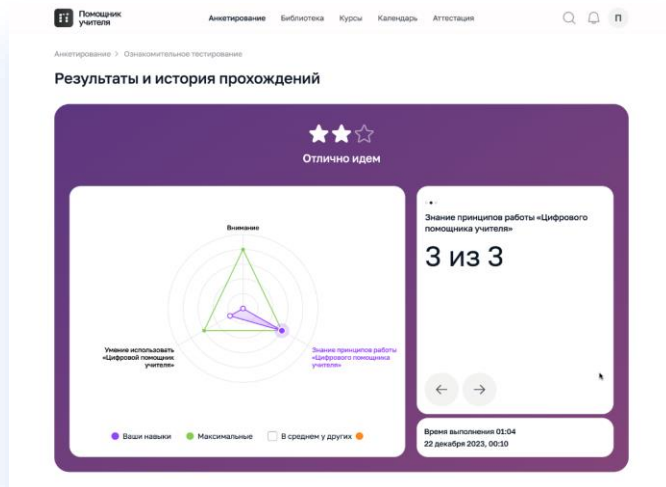 Помощник
учителя
Анкетирование Библиотека Курсы Календарь Аттестация
П
Анкетирование > Ознакомительное тестирование
Результаты и история прохождений
Отлично идем
Внимание
Умение использовать
«Цифровой помощник
учителя»
Знание принципов работы
«Цифрового помощника
учителя»
Ваши навыки Максимальные В среднем у других
Знание принципов работы «Цифрового
помощника учителя»
3 из 3
Время выполнения 01:04
22 декабря 2023, 00:10